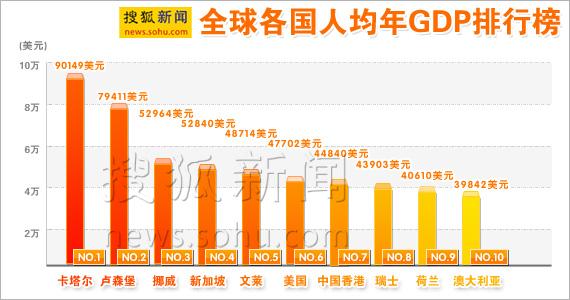 搜狐新闻
news.sohu.com
全球各国人均年GDP排行榜
(美元)
10万
8万
6万
4万
2万
90149美元
79411美元
52964美元
52840美元
48714美元
47702美元
44840美元
43903美元
40610美元
39842美元
搜狐新闻
news.sohu.com
NO.1 NO.2 NO.3 NO.4 NO.5 NO.6 NO.7 NO.8 NO.9 NO.10
卡塔尔 卢森堡 挪威 新加坡 文莱 美国 中国香港 瑞士 荷兰 澳大利亚